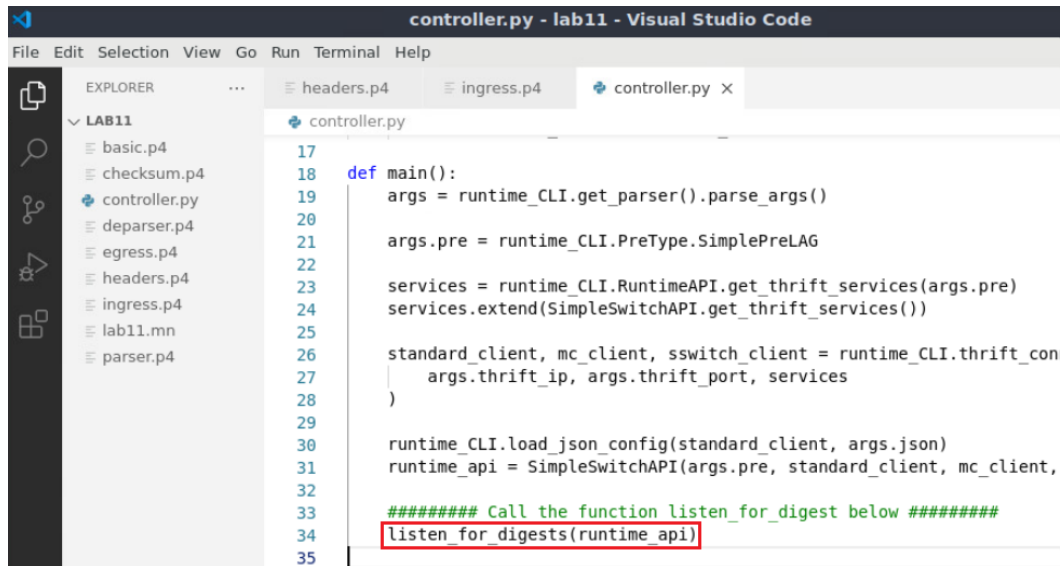 controller.py - lab11 - Visual Studio Code
File Edit Selection View Go Run Terminal Help
EXPLORER ...
headers.p4 ingress.p4 controller.py ×
LAB11
controller.py
basic.p4
checksum.p4
controller.py
deparser.p4
egress.p4
headers.p4
ingress.p4
lab11.mn
parser.p4
17
18 def main():
19 args = runtime_CLI.get_parser().parse_args()
20
21 args.pre = runtime_CLI.PreType.SimplePreLAG
22
23 services = runtime_CLI.RuntimeAPI.get_thrift_services(args.pre)
24 services.extend(SimpleSwitchAPI.get_thrift_services())
25
26 standard_client, mc_client, sswitch_client = runtime_CLI.thrift_con
27 args.thrift_ip, args.thrift_port, services
28 )
29
30 runtime_CLI.load_json_config(standard_client, args.json)
31 runtime_api = SimpleSwitchAPI(args.pre, standard_client, mc_client,
32
33 ######### Call the function listen_for_digest below #########
34 listen_for_digests(runtime_api)
35